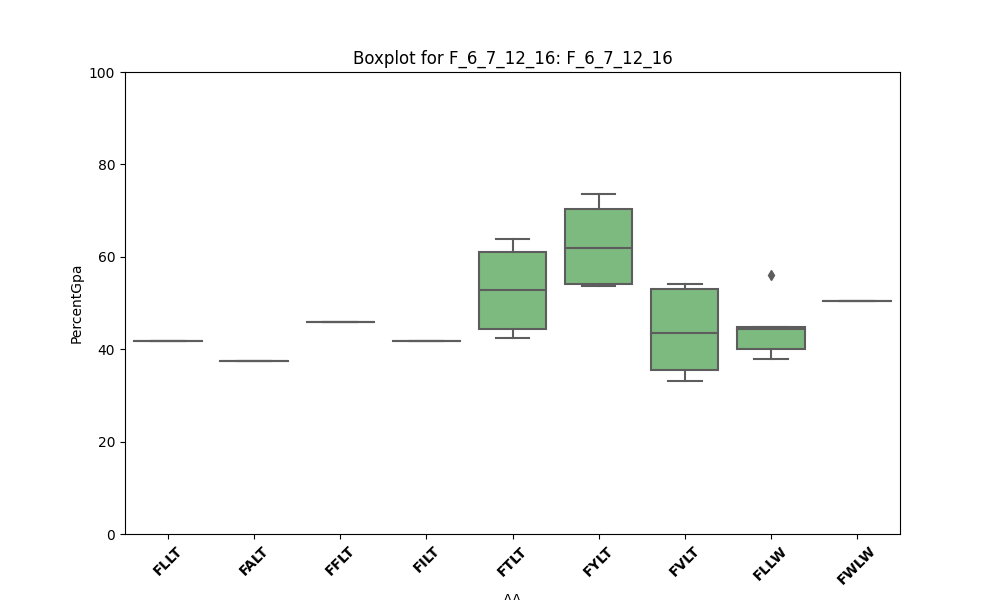 Boxplot for F_6_7_12_16: F_6_7_12_16
100
80
60
40
20
0
PercentGpa
FLLT
FALT
FFLT
FILT
FTLT
FYLT
FVLT
FLLW
FWLW
AA